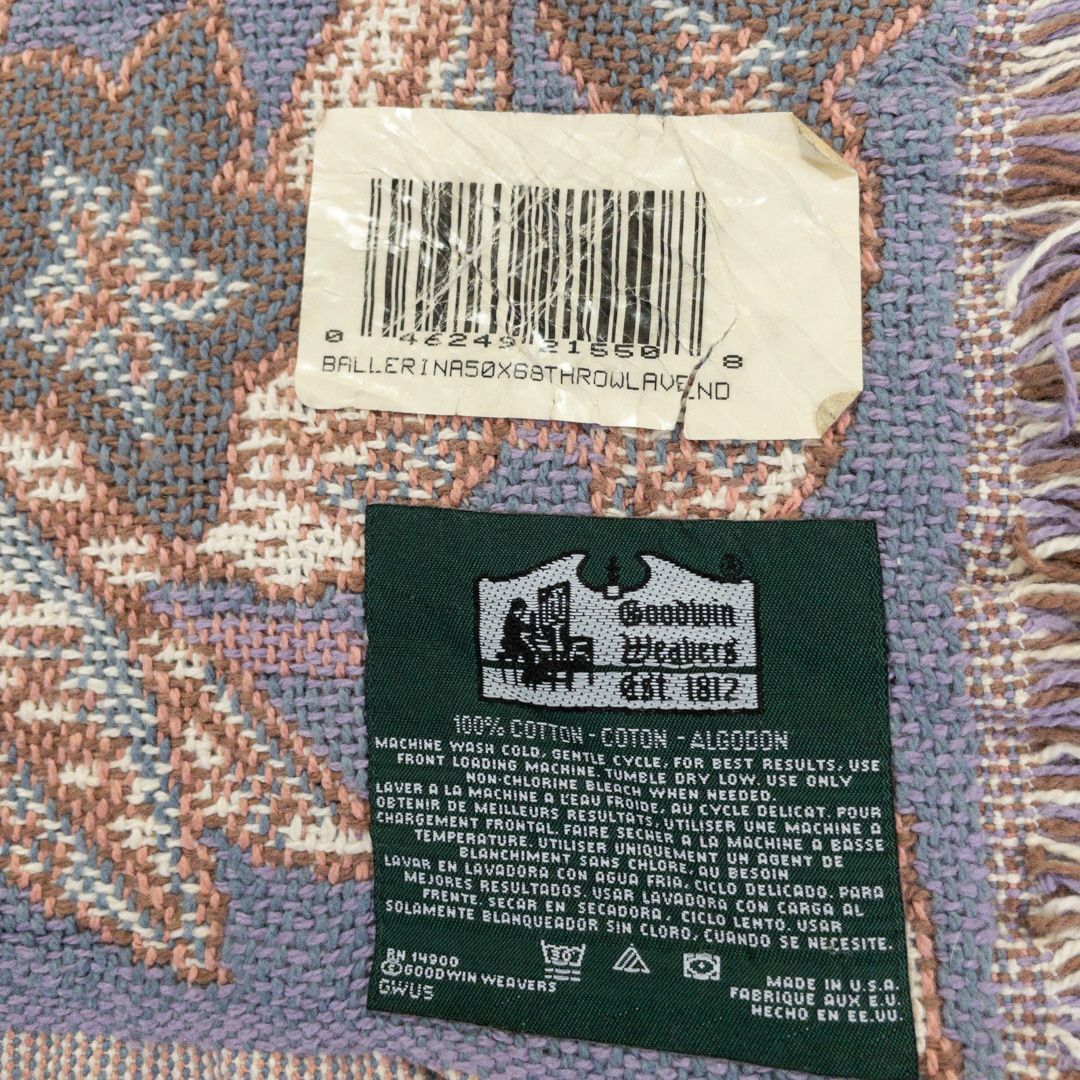 0 46249 21550 8
BALLERINA50X68THROWLAVEND
®
Goodwin
Weavers
Est 1812
100% COTTON - COTON - ALGODON
MACHINE WASH COLD. GENTLE CYCLE, FOR BEST RESULTS, USE
FRONT LOADING MACHINE. TUMBLE DRY LOW. USE ONLY
NON-CHLORINE BLEACH WHEN NEEDED.
LAVER A LA MACHINE A L'EAU FROIDE, AU CYCLE DELICAT. POUR
OBTENIR DE MEILLEURS RESULTATS, UTILISER UNE MACHINE A
CHARGEMENT FRONTAL. FAIRE SECHER A LA MACHINE A BASSE
TEMPERATURE. UTILISER UNIQUEMENT UN AGENT DE
BLANCHIMENT SANS CHLORE, AU BESOIN
LAVAR EN LAVADORA CON AGUA FRIA. CICLO DELICADO. PARA
MEJORES RESULTADOS, USAR LAVADORA CON CARGA AL
FRENTE, SECAR EN SECADORA, CICLO LENTO. USAR
SOLAMENTE BLANQUEADOR SIN CLORO, CUANDO SE NECESITE.
30°
RN 14900
©GOODWIN WEAVERS
GWUS
MADE IN U.S.A.
FABRIQUE AUX E.U.
HECHO EN EE.UU.